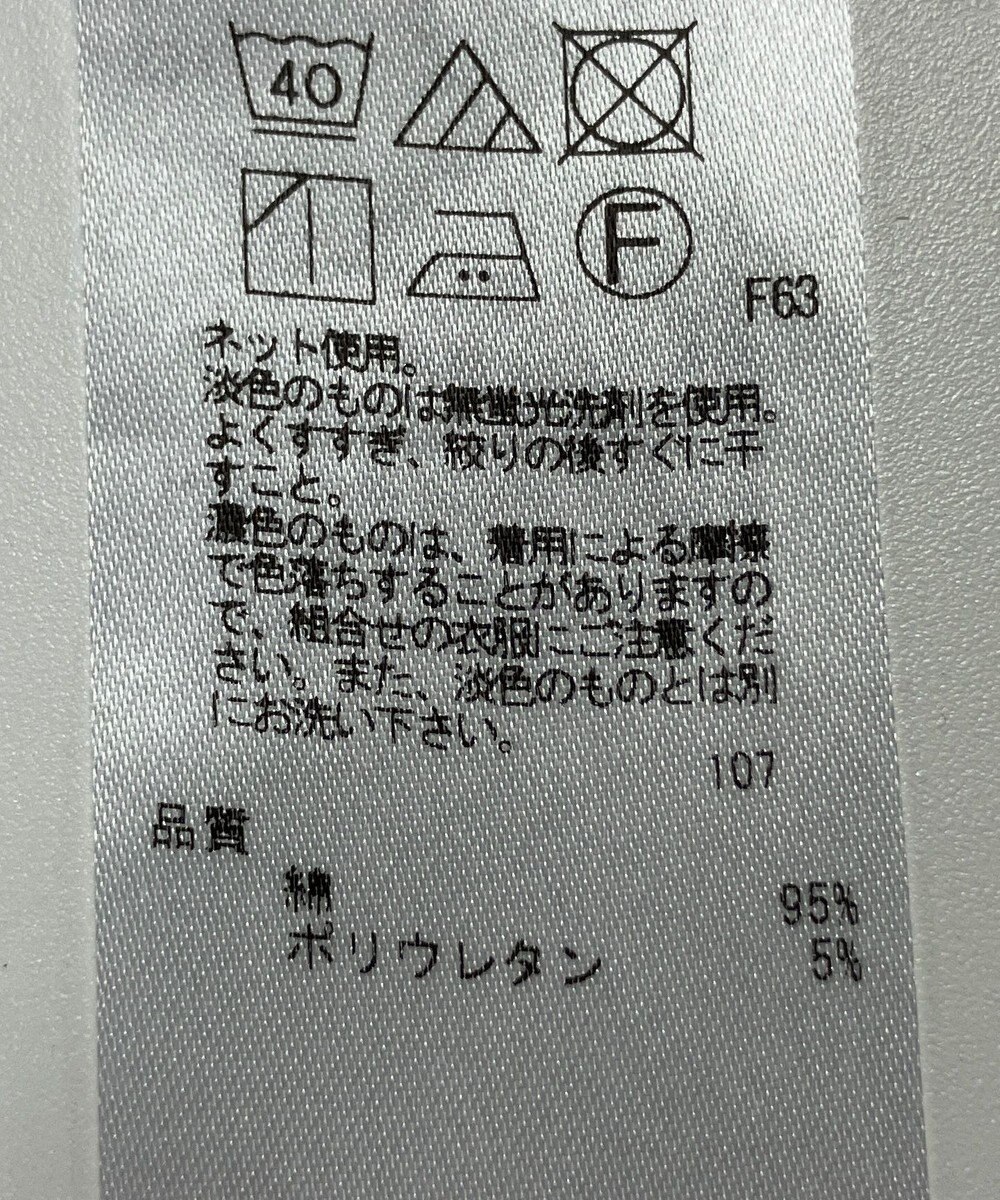 40
F
F63
ネット使用。
淡色のものは無蛍光洗剤を使用。
よくすすぎ、絞りの後すぐに干
すこと。
濃色のものは、着用による摩擦
で色落ちすることがありますの
で、組合せの衣服にご注意くだ
さい。また、淡色のものとは別
にお洗い下さい。
107
品質
綿 95%
ポリウレタン 5%